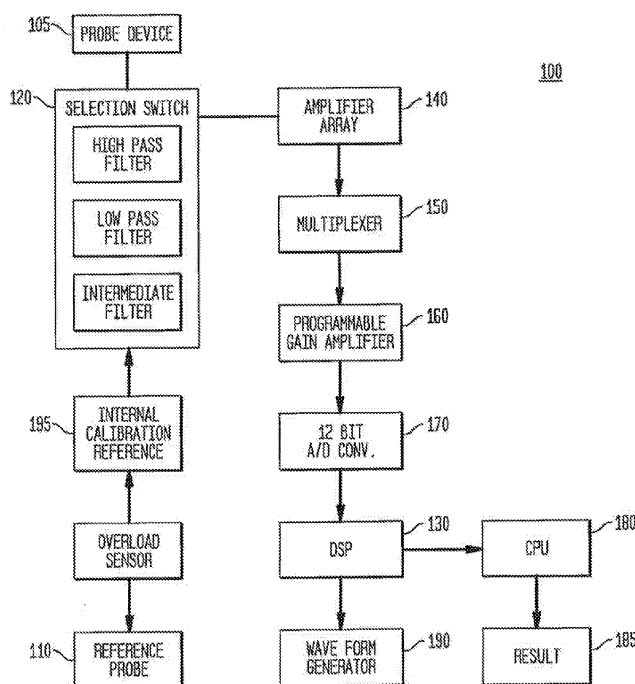 105
PROBE DEVICE
100
120
SELECTION SWITCH
HIGH PASS
FILTER
LOW PASS
FILTER
INTERMEDIATE
FILTER
AMPLIFIER
ARRAY
140
MULTIPLEXER
150
PROGRAMMABLE
GAIN AMPLIFIER
160
195
INTERNAL
CALIBRATION
REFERENCE
12 BIT
A/D CONV.
170
OVERLOAD
SENSOR
DSP
130
CPU
180
110
REFERENCE
PROBE
WAVE FORM
GENERATOR
190
RESULT
185